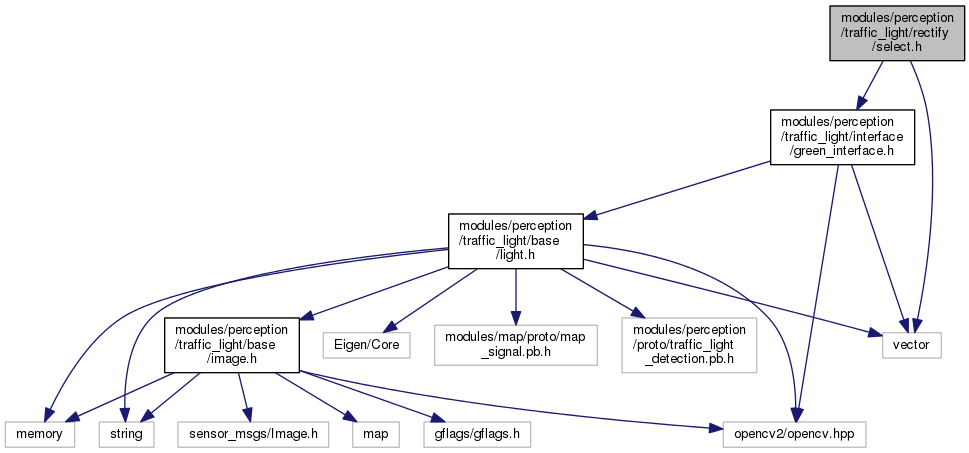 modules/perception
/traffic_light/rectify
/select.h
modules/perception
/traffic_light/interface
/green_interface.h
modules/perception
/traffic_light/base
/light.h
modules/perception
/traffic_light/base
/image.h
Eigen/Core
modules/map/proto/map
_signal.pb.h
modules/perception
/proto/traffic_light
_detection.pb.h
vector
memory
string
sensor_msgs/Image.h
map
gflags/gflags.h
opencv2/opencv.hpp